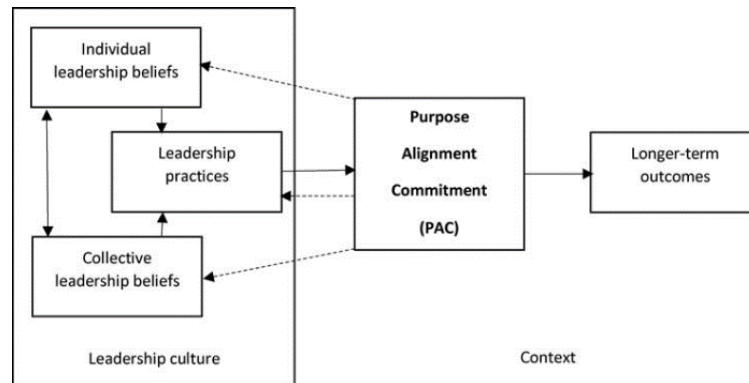 Individual
leadership beliefs
Leadership
practices
Collective
leadership beliefs
Leadership culture
Purpose
Alignment
Commitment
(PAC)
Longer-term
outcomes
Context